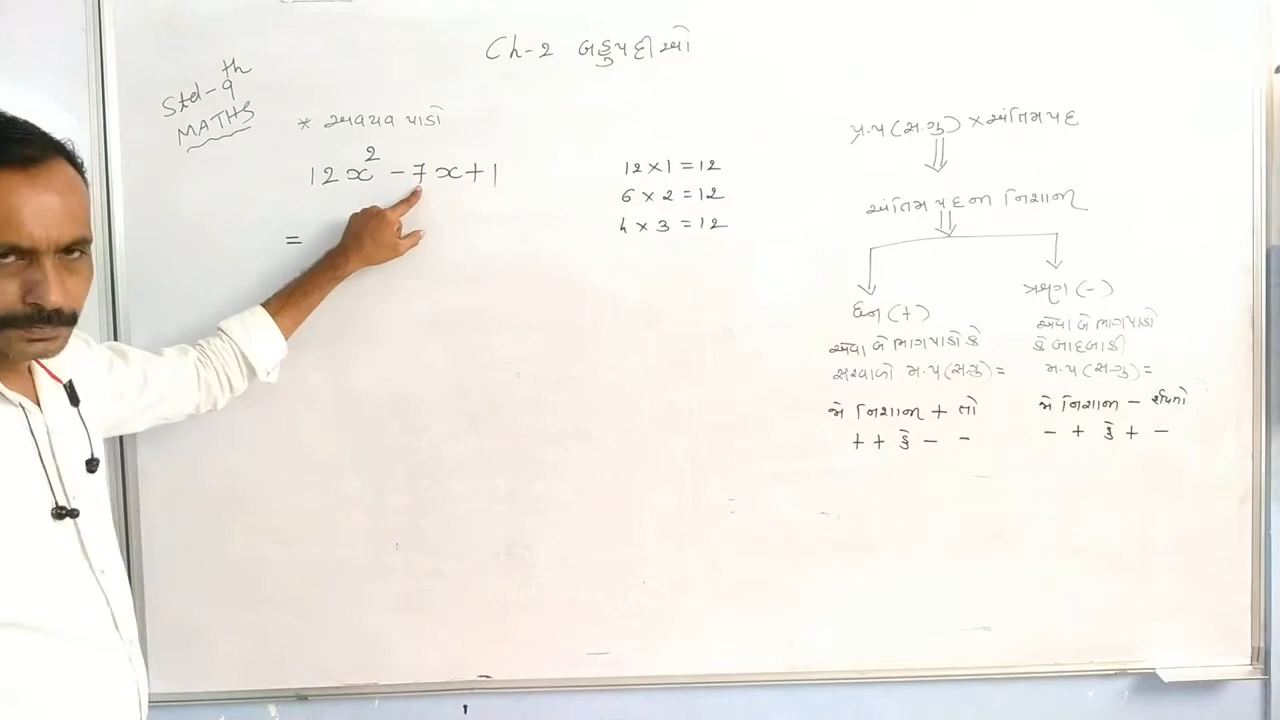 Ch-2 બહુપદીઓ
Std-9th
MATHS
* અવયવ પાડો
12x² - 7x + 1
=
12 × 1 = 12
6 × 2 = 12
4 × 3 = 12
પ્ર.પ (સ.ગુ) × અંતિમ પદ
અંતિમ પદના નિશાન
ધન (+)
એવા બે ભાગ પાડો કે
સરવાળો મ.પ (સ.ગુ) =
જો નિશાન + તો
+ + કે - -
ઋણ (-)
એવા બે ભાગ પાડો
કે બાદબાકી
મ.પ (સ.ગુ) =
જો નિશાન -
- + કે + -